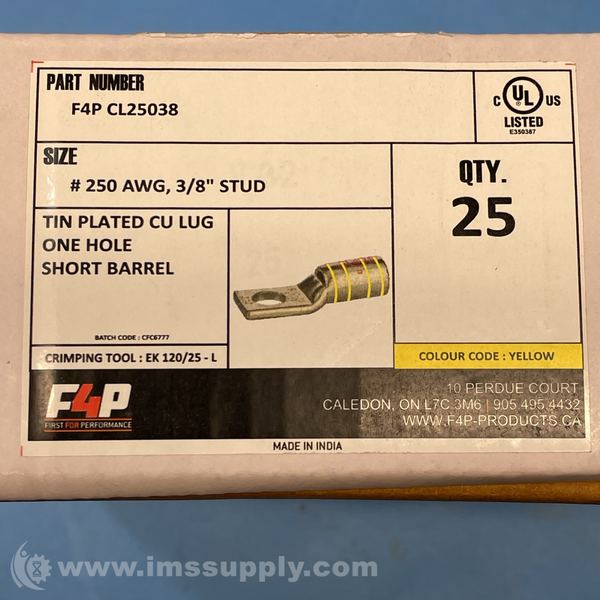 PART NUMBER
F4P CL25038
C UL US
LISTED
E350387
SIZE
# 250 AWG, 3/8" STUD
QTY.
25
TIN PLATED CU LUG
ONE HOLE
SHORT BARREL
BATCH CODE : CFC6777
CRIMPING TOOL : EK 120/25 - L
COLOUR CODE : YELLOW
F4P
FIRST FOR PERFORMANCE
10 PERDUE COURT
CALEDON, ON L7C 3M6 | 905.495.4432
WWW.F4P-PRODUCTS.CA
MADE IN INDIA
www.imssupply.com